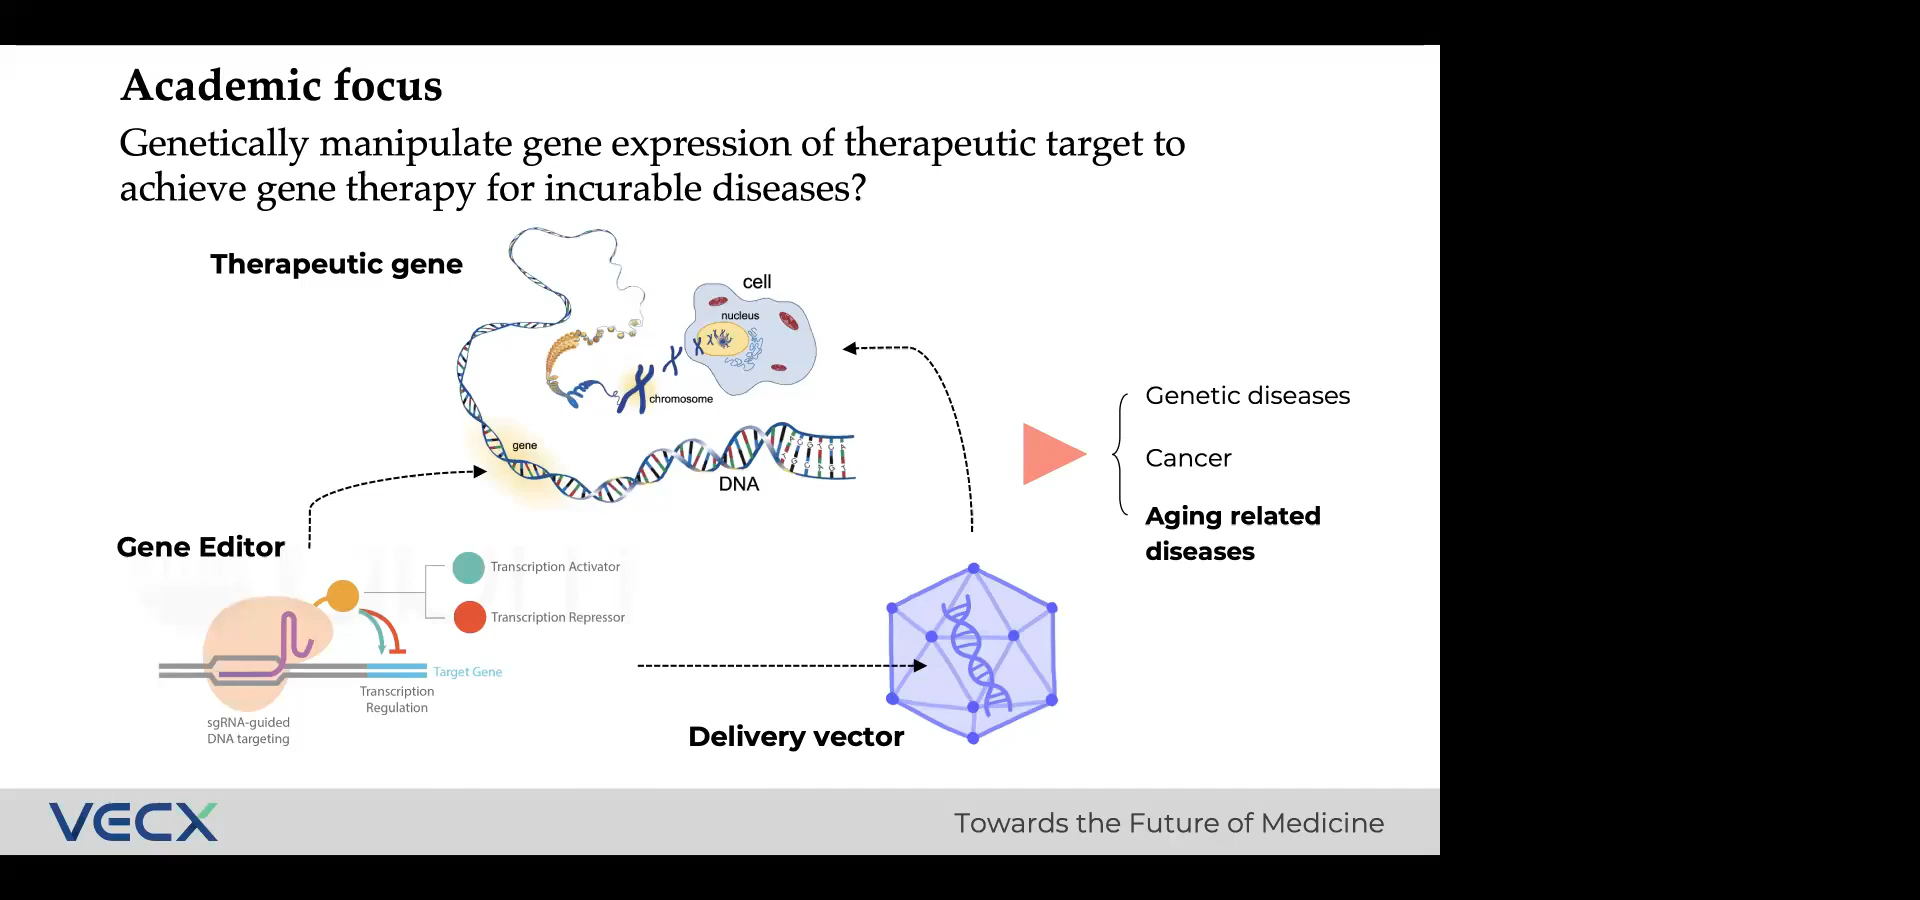 Academic focus
Genetically manipulate gene expression of therapeutic target to
achieve gene therapy for incurable diseases?
Therapeutic gene
cell
nucleus
chromosome
gene
DNA
Genetic diseases
Cancer
Aging related
diseases
Gene Editor
Transcription Activator
Transcription Repressor
Target Gene
Transcription
Regulation
sgRNA-guided
DNA targeting
Delivery vector
VECX
Towards the Future of Medicine